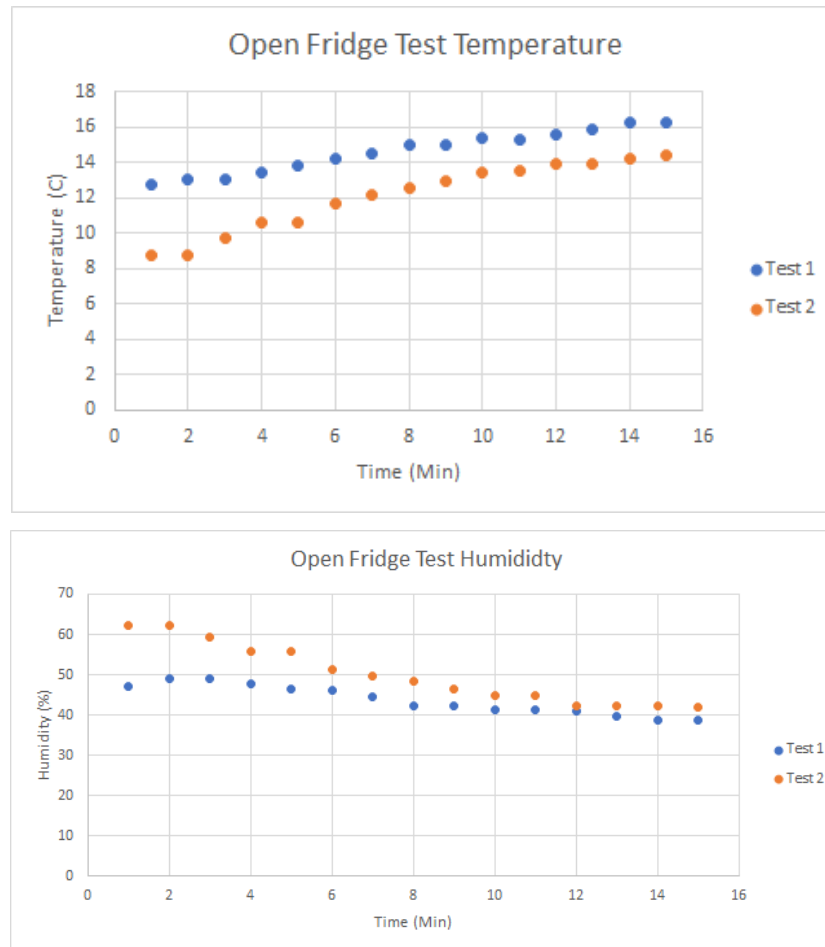 Open Fridge Test Temperature
18
16
14
12
10
8
6
4
2
0
Temperature (C)
0 2 4 6 8 10 12 14 16
Time (Min)
Test 1
Test 2
Open Fridge Test Humididty
70
60
50
40
30
20
10
0
Humidity (%)
0 2 4 6 8 10 12 14 16
Time (Min)
Test 1
Test 2